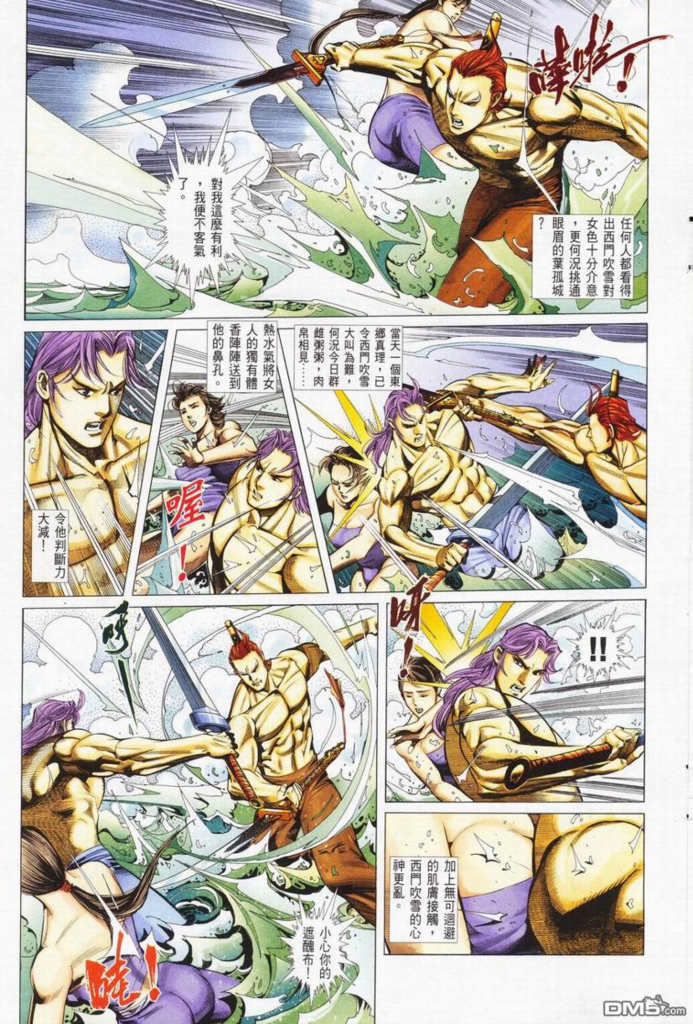 嘩啦！
任何人都看得
出西門吹雪對
女色十分介意
，更何況挑通
眼眉的葉孤城
？
對我這麼有利
，我便不客氣
了。
當天一個東
鄉真理，已
令西門吹雪
大叫為難，
何況今日群
雌粥粥，肉
帛相見……
熱水氣將女
人的獨有體
香陣陣送到
他的鼻孔。
喔！
令他判斷力
大減！
!!
呀！
加上無可迴避
的肌膚接觸，
西門吹雪的心
神更亂。
呀！
小心你的
遮醜布！
哇！
DM5.com